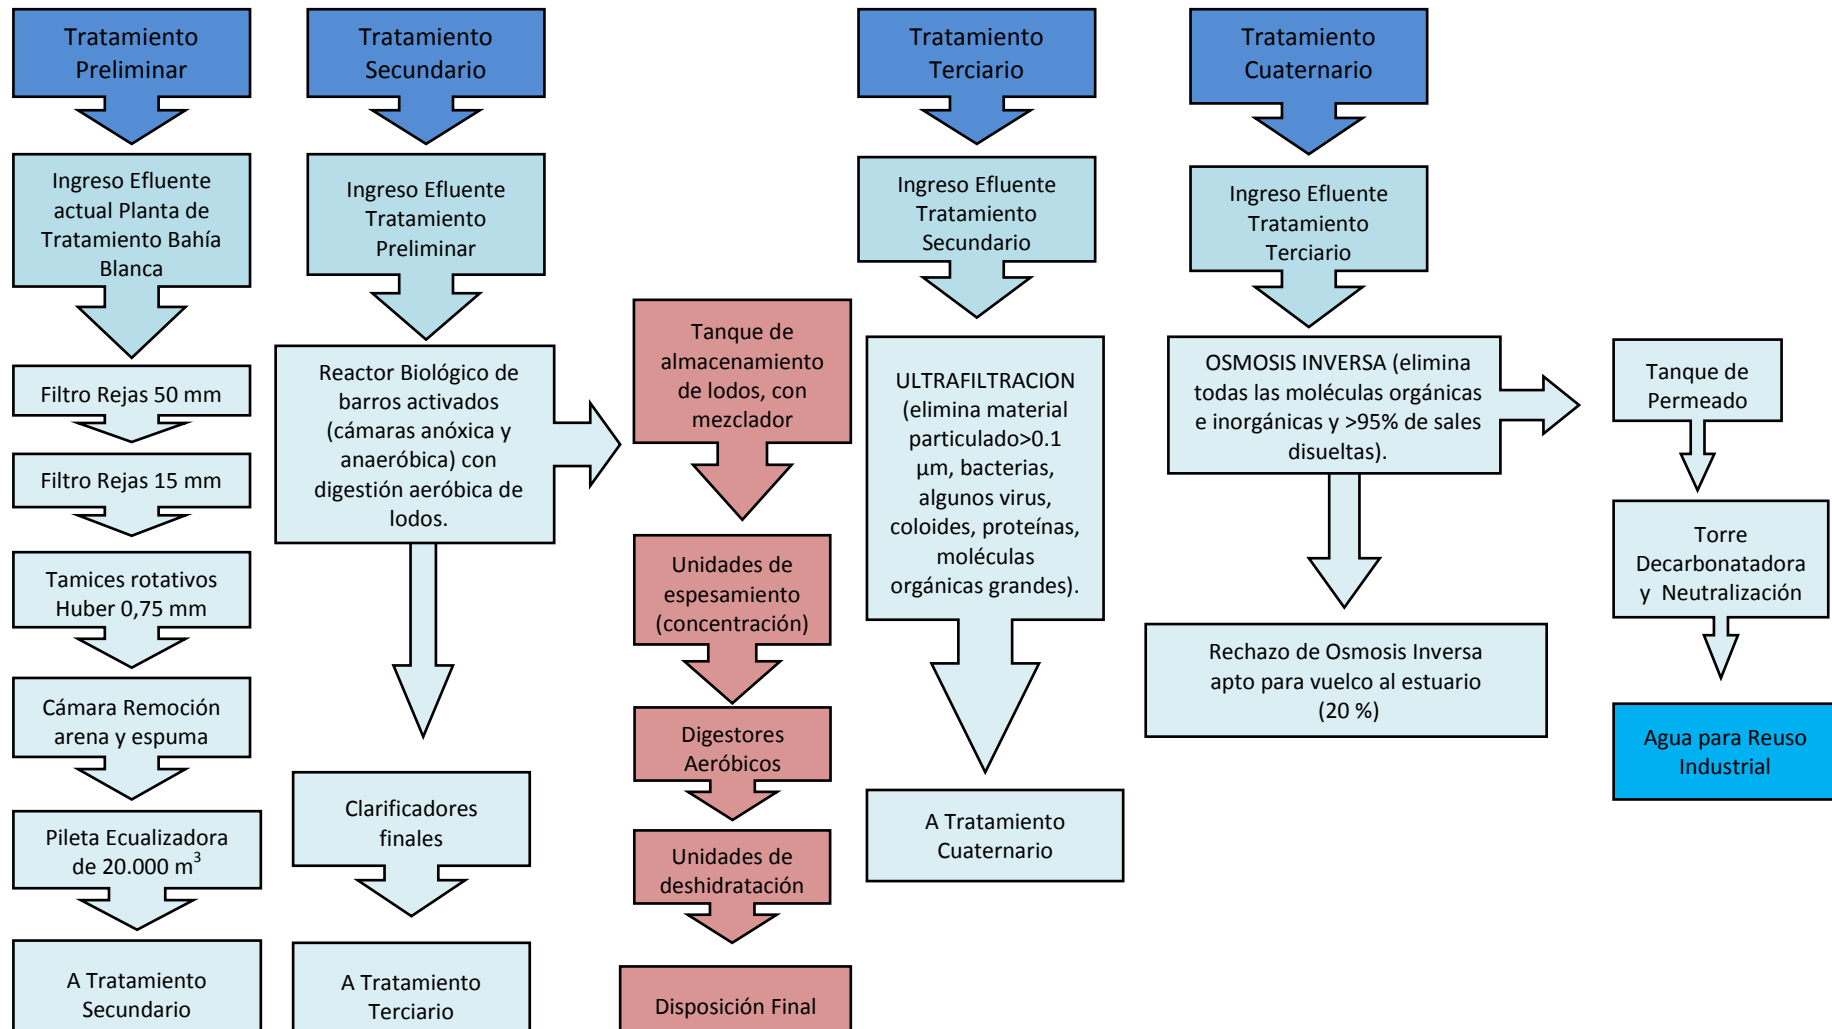 Tratamiento
Preliminar
Ingreso Efluente
actual Planta de
Tratamiento Bahía
Blanca
Filtro Rejas 50 mm
Filtro Rejas 15 mm
Tamices rotativos
Huber 0,75 mm
Cámara Remoción
arena y espuma
Pileta Ecualizadora
de 20.000 m³
A Tratamiento
Secundario
Tratamiento
Secundario
Ingreso Efluente
Tratamiento
Preliminar
Reactor Biológico de
barros activados
(cámaras anóxica y
anaeróbica) con
digestión aeróbica de
lodos.
Clarificadores
finales
A Tratamiento
Terciario
Tanque de
almacenamiento
de lodos, con
mezclador
Unidades de
espesamiento
(concentración)
Digestores
Aeróbicos
Unidades de
deshidratación
Disposición Final
Tratamiento
Terciario
Ingreso Efluente
Tratamiento
Secundario
ULTRAFILTRACION
(elimina material
particulado>0.1
µm, bacterias,
algunos virus,
coloides, proteínas,
moléculas
orgánicas grandes).
A Tratamiento
Cuaternario
Tratamiento
Cuaternario
Ingreso Efluente
Tratamiento
Terciario
OSMOSIS INVERSA (elimina
todas las moléculas orgánicas
e inorgánicas y >95% de sales
disueltas).
Rechazo de Osmosis Inversa
apto para vuelco al estuario
(20 %)
Tanque de
Permeado
Torre
Decarbonatadora
y Neutralización
Agua para Reuso
Industrial